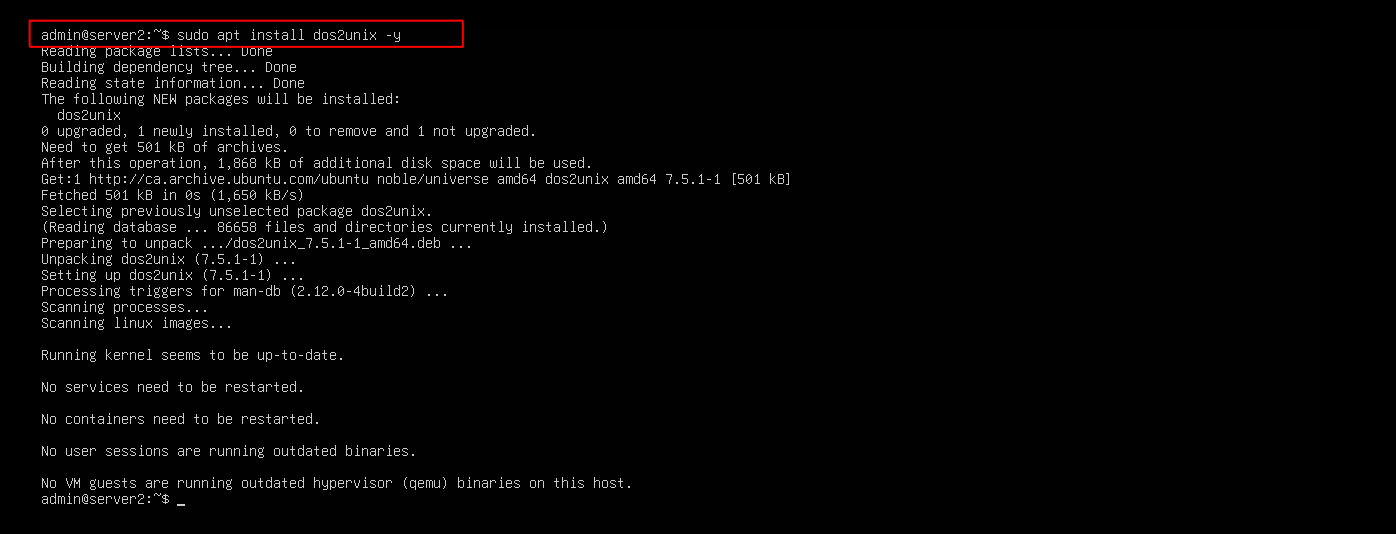 admin@server2:~$ sudo apt install dos2unix -y
Reading package lists... Done
Building dependency tree... Done
Reading state information... Done
The following NEW packages will be installed:
  dos2unix
0 upgraded, 1 newly installed, 0 to remove and 1 not upgraded.
Need to get 501 kB of archives.
After this operation, 1,868 kB of additional disk space will be used.
Get:1 http://ca.archive.ubuntu.com/ubuntu noble/universe amd64 dos2unix amd64 7.5.1-1 [501 kB]
Fetched 501 kB in 0s (1,650 kB/s)
Selecting previously unselected package dos2unix.
(Reading database ... 86658 files and directories currently installed.)
Preparing to unpack .../dos2unix_7.5.1-1_amd64.deb ...
Unpacking dos2unix (7.5.1-1) ...
Setting up dos2unix (7.5.1-1) ...
Processing triggers for man-db (2.12.0-4build2) ...
Scanning processes...
Scanning linux images...

Running kernel seems to be up-to-date.

No services need to be restarted.

No containers need to be restarted.

No user sessions are running outdated binaries.

No VM guests are running outdated hypervisor (qemu) binaries on this host.
admin@server2:~$ _